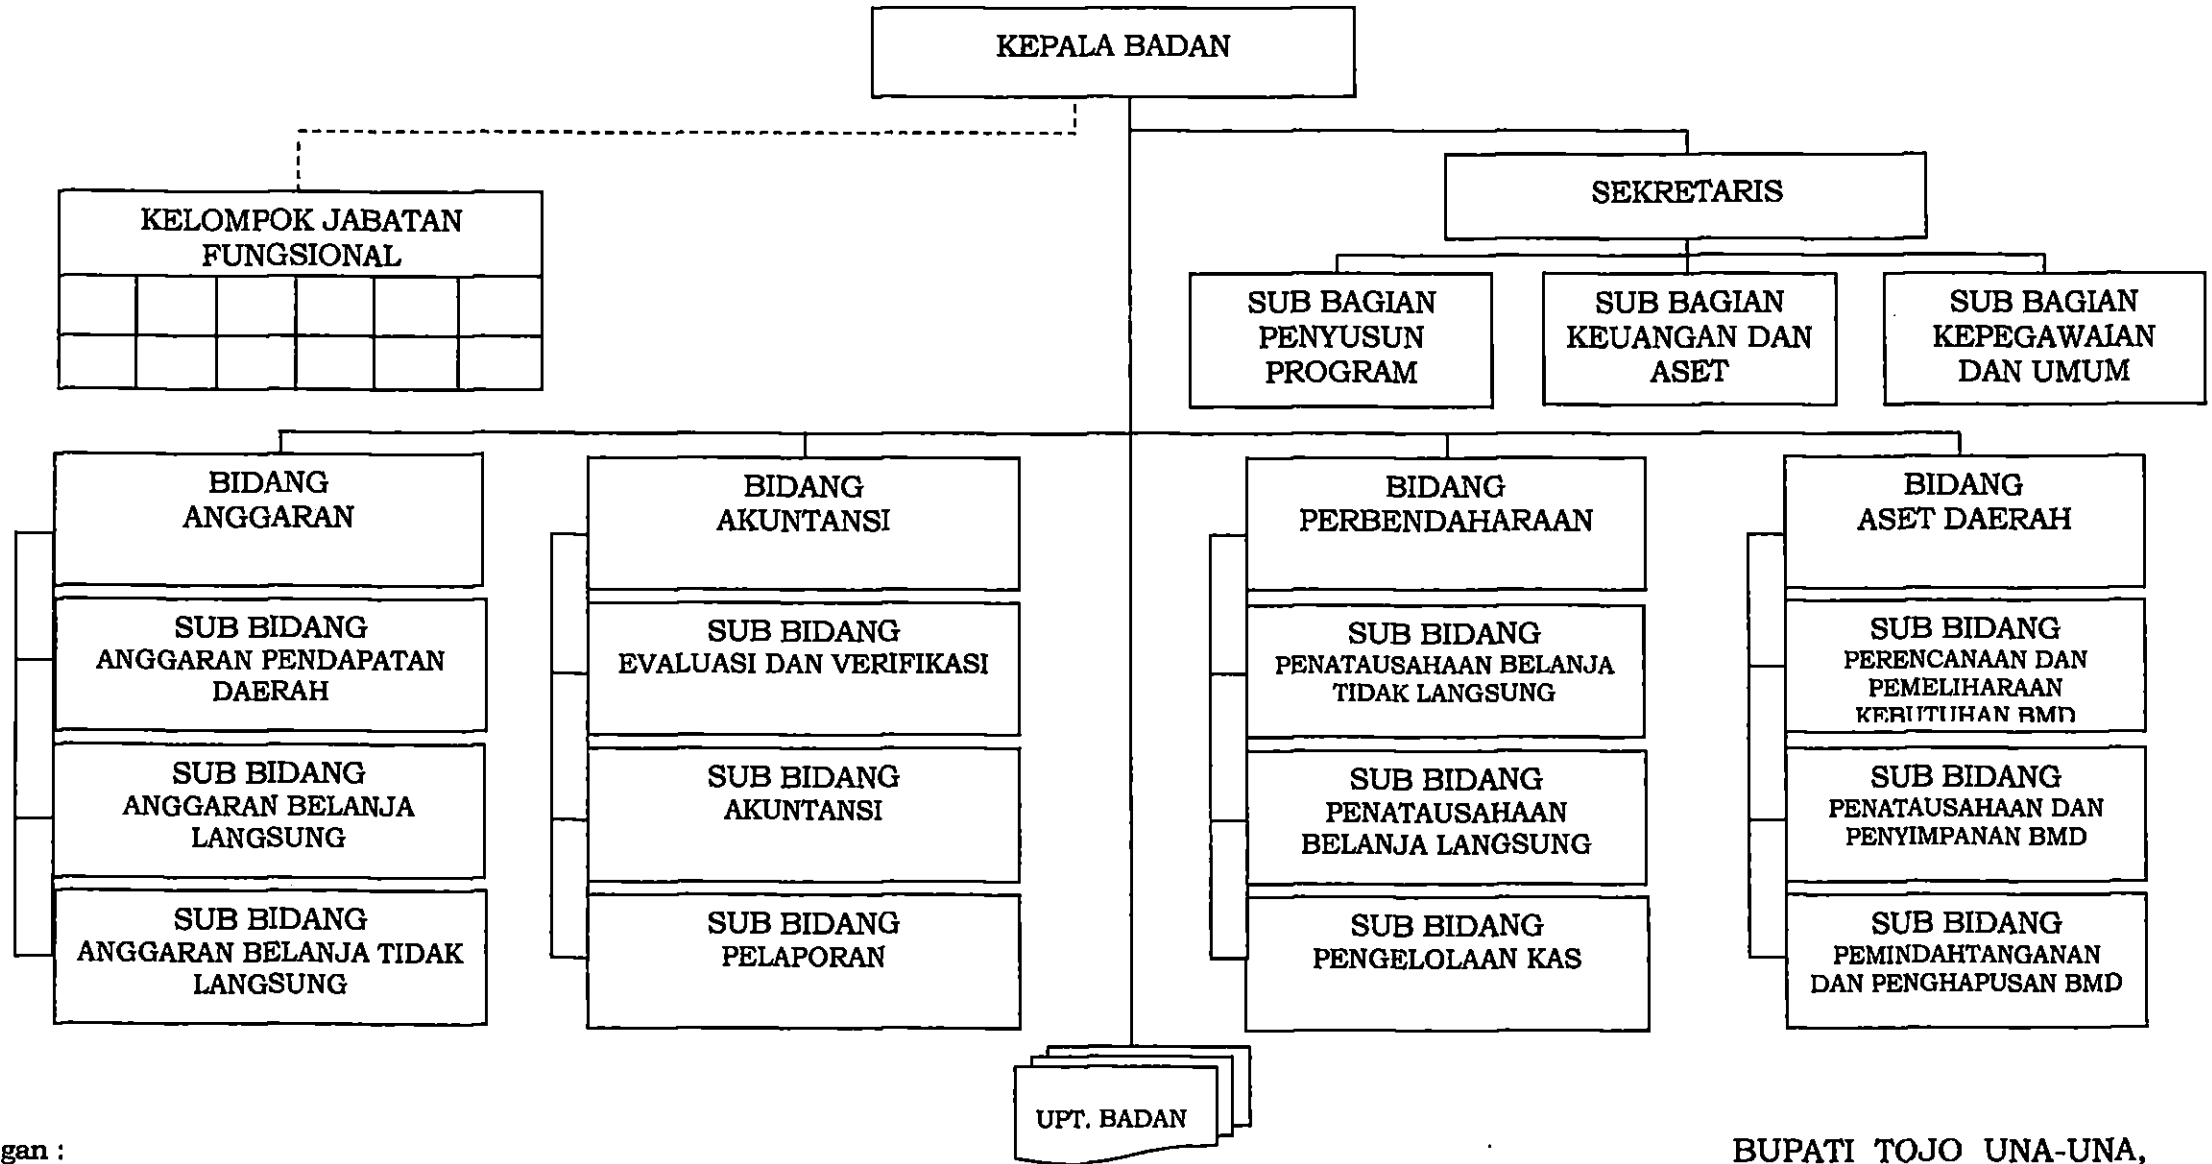 KEPALA BADAN
SEKRETARIS
KELOMPOK JABATAN
FUNGSIONAL
SUB BAGIAN
PENYUSUN
PROGRAM
SUB BAGIAN
KEUANGAN DAN
ASET
SUB BAGIAN
KEPEGAWAIAN
DAN UMUM
BIDANG
ANGGARAN
SUB BIDANG
ANGGARAN PENDAPATAN
DAERAH
SUB BIDANG
ANGGARAN BELANJA
LANGSUNG
SUB BIDANG
ANGGARAN BELANJA TIDAK
LANGSUNG
BIDANG
AKUNTANSI
SUB BIDANG
EVALUASI DAN VERIFIKASI
SUB BIDANG
AKUNTANSI
SUB BIDANG
PELAPORAN
BIDANG
PERBENDAHARAAN
SUB BIDANG
PENATAUSAHAAN BELANJA
TIDAK LANGSUNG
SUB BIDANG
PENATAUSAHAAN
BELANJA LANGSUNG
SUB BIDANG
PENGELOLAAN KAS
BIDANG
ASET DAERAH
SUB BIDANG
PERENCANAAN DAN
PEMELIHARAAN
KEBUTUHAN BMD
SUB BIDANG
PENATAUSAHAAN DAN
PENYIMPANAN BMD
SUB BIDANG
PEMINDAHTANGANAN
DAN PENGHAPUSAN BMD
UPT. BADAN
gan :
BUPATI TOJO UNA-UNA,